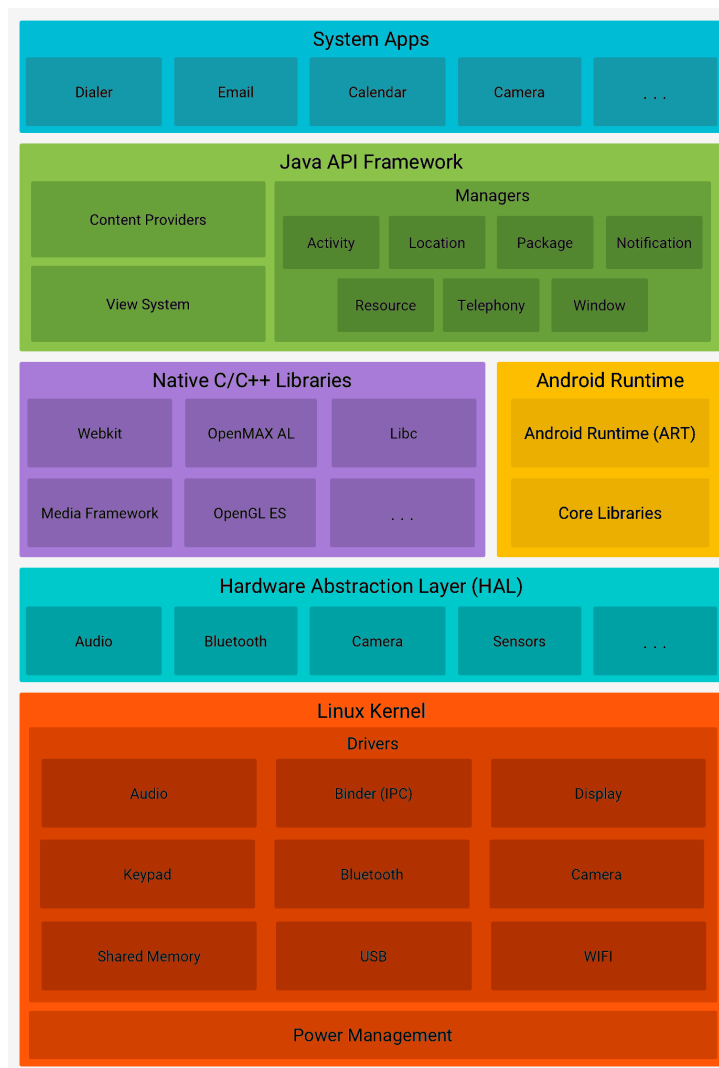 System Apps
Dialer
Email
Calendar
Camera
. . .
Java API Framework
Content Providers
View System
Managers
Activity
Location
Package
Notification
Resource
Telephony
Window
Native C/C++ Libraries
Webkit
OpenMAX AL
Libc
Media Framework
OpenGL ES
. . .
Android Runtime
Android Runtime (ART)
Core Libraries
Hardware Abstraction Layer (HAL)
Audio
Bluetooth
Camera
Sensors
. . .
Linux Kernel
Drivers
Audio
Binder (IPC)
Display
Keypad
Bluetooth
Camera
Shared Memory
USB
WIFI
Power Management